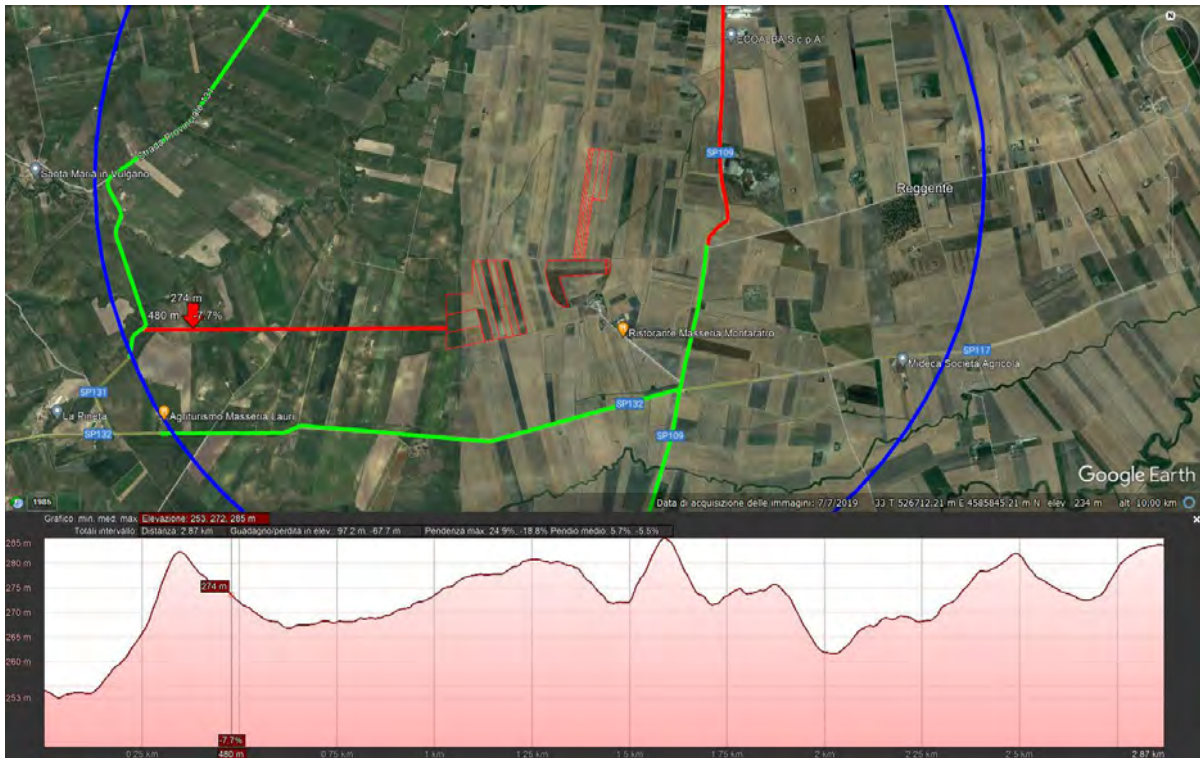 N
ECOALBA S.c.p.A.
Strada Provinciale 131
SP109
Santa Maria in Vulgano
Reggente
274 m
480 m -7.7%
Ristorante Masseria Montaratro
SP117
Mideca Società Agricola
SP131
La Pineta
Agriturismo Masseria Lauri
SP132
SP132
SP109
Google Earth
1985
Data di acquisizione delle immagini: 7/7/2019 33 T 526712.21 m E 4585845.21 m N elev 234 m alt 10.00 km
Grafico: min, med, max Elevazione: 253, 272, 285 m
Totali intervallo: Distanza: 2.87 km Guadagno/perdita in elev.: 97.2 m, -67.7 m Pendenza max: 24.9%, -18.8% Pendio medio: 5.7%, -5.5%
285 m
280 m
275 m
274 m
270 m
265 m
260 m
253 m
-7.7%
0.25 km 480 m 0.75 km 1 km 1.25 km 1.5 km 1.75 km 2 km 2.25 km 2.5 km 2.87 km